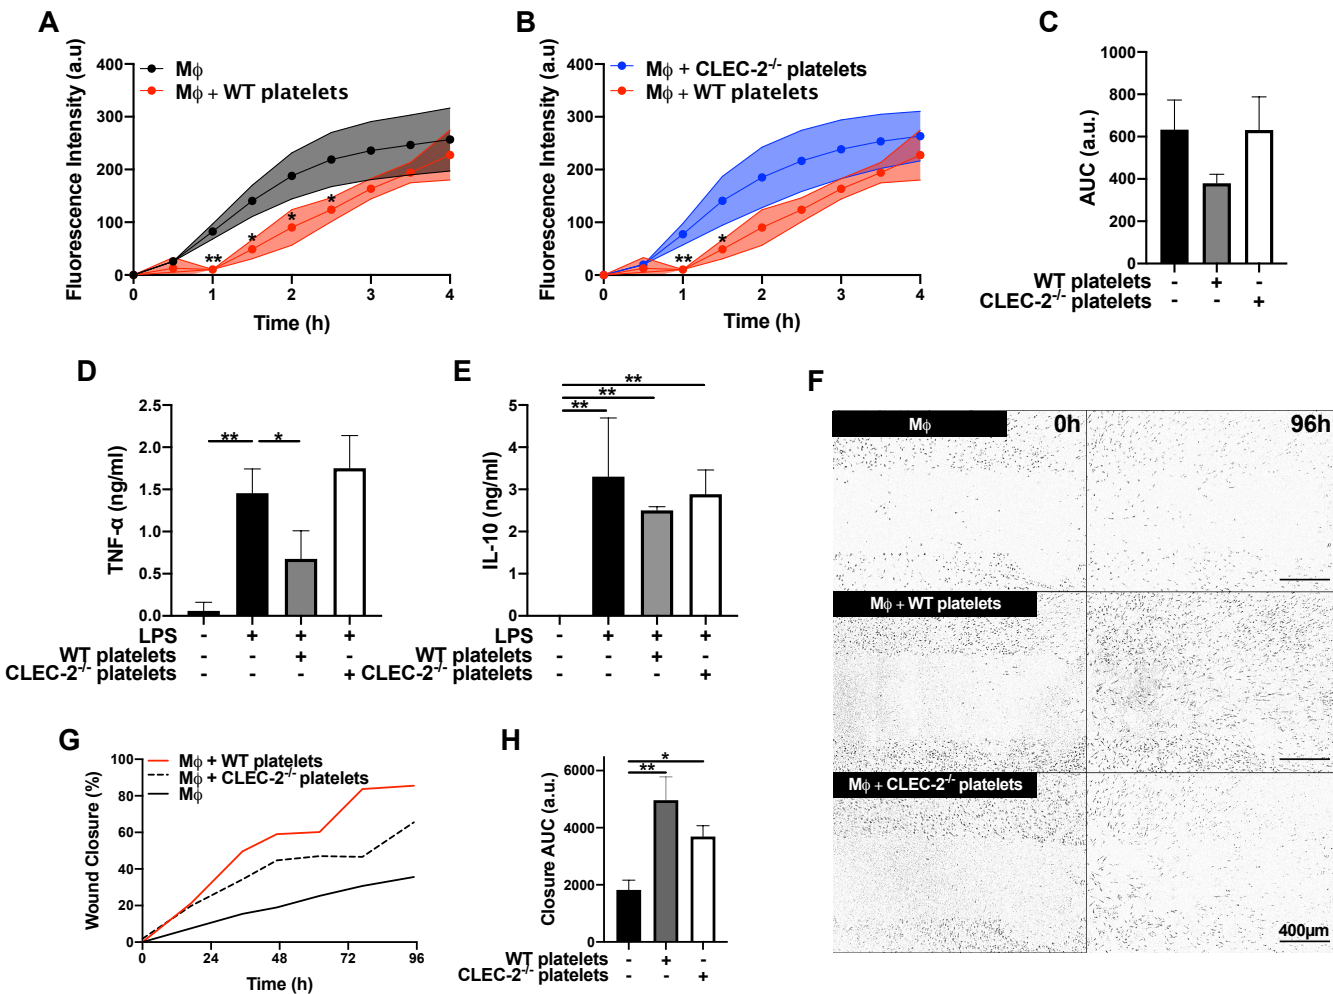 A
Fluorescence Intensity (a.u)
400
300
200
100
0
Mϕ
Mϕ + WT platelets
**
*
*
*
0
1
2
3
4
Time (h)
B
Fluorescence Intensity (a.u
400
300
200
100
0
Mϕ + CLEC-2-/- platelets
Mϕ + WT platelets
**
*
0
1
2
3
4
Time (h)
C
AUC (a.u.)
1000
800
600
400
200
0
WT platelets - + -
CLEC-2-/- platelets - - +
D
TNF-α (ng/ml)
2.5
2.0
1.5
1.0
0.5
0.0
**
*
LPS - + + +
WT platelets - - + -
CLEC-2-/- platelets - - - +
E
IL-10 (ng/ml)
5
4
3
2
1
0
**
**
**
LPS - + + +
WT platelets - - + -
CLEC-2-/- platelets - - - +
F
Mϕ
0h
96h
Mϕ + WT platelets
Mϕ + CLEC-2-/- platelets
400µm
G
Wound Closure (%)
100
80
60
40
20
0
Mϕ + WT platelets
Mϕ + CLEC-2-/- platelets
Mϕ
0
24
48
72
96
Time (h)
H
Closure AUC (a.u.)
6000
4000
2000
0
*
**
WT platelets - + -
CLEC-2-/- platelets - - +